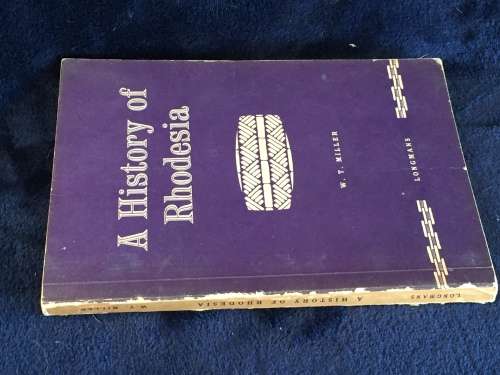 A History of
Rhodesia
W. T. MILLER
LONGMANS
W T MILLER
A HISTORY OF RHODESIA
LONGMANS